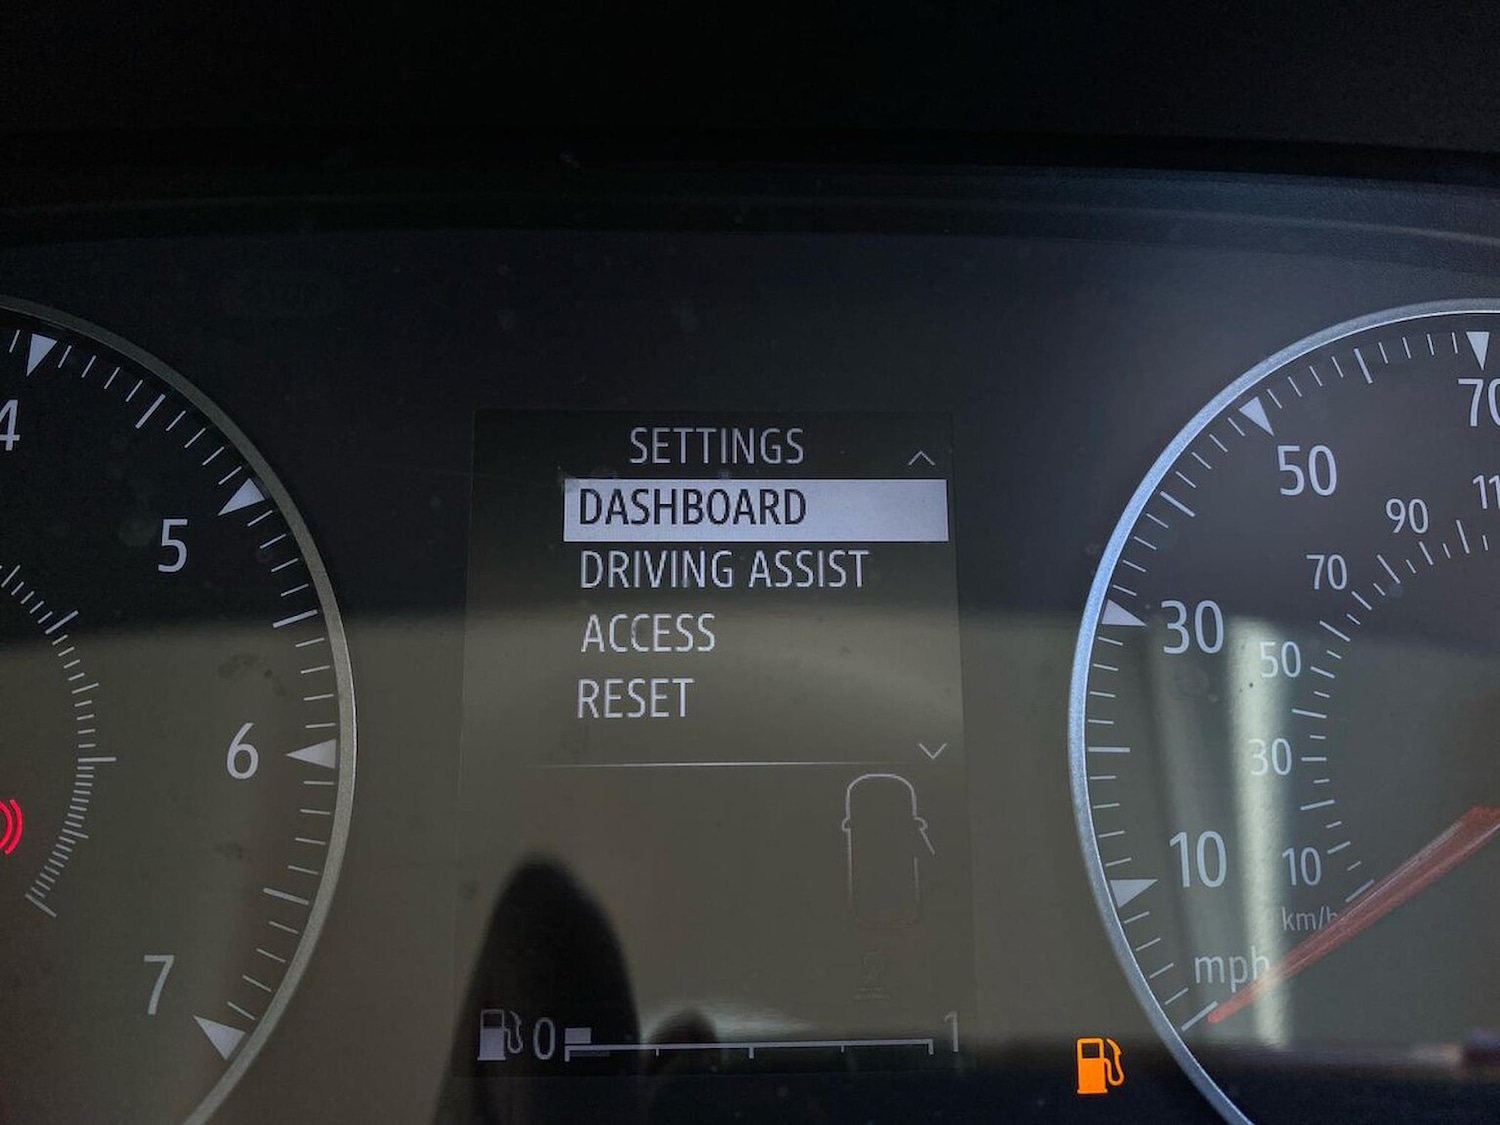 SETTINGS
DASHBOARD
DRIVING ASSIST
ACCESS
RESET
0 1
4
5
6
7
70
50
30
10
mph
90
70
50
30
10
km/h